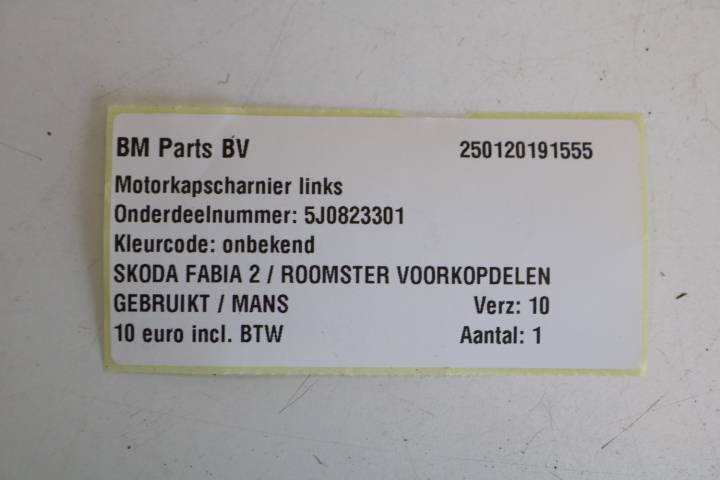 BM Parts BV 250120191555
Motorkapscharnier links
Onderdeelnummer: 5J0823301
Kleurcode: onbekend
SKODA FABIA 2 / ROOMSTER VOORKOPDELEN
GEBRUIKT / MANS Verz: 10
10 euro incl. BTW Aantal: 1